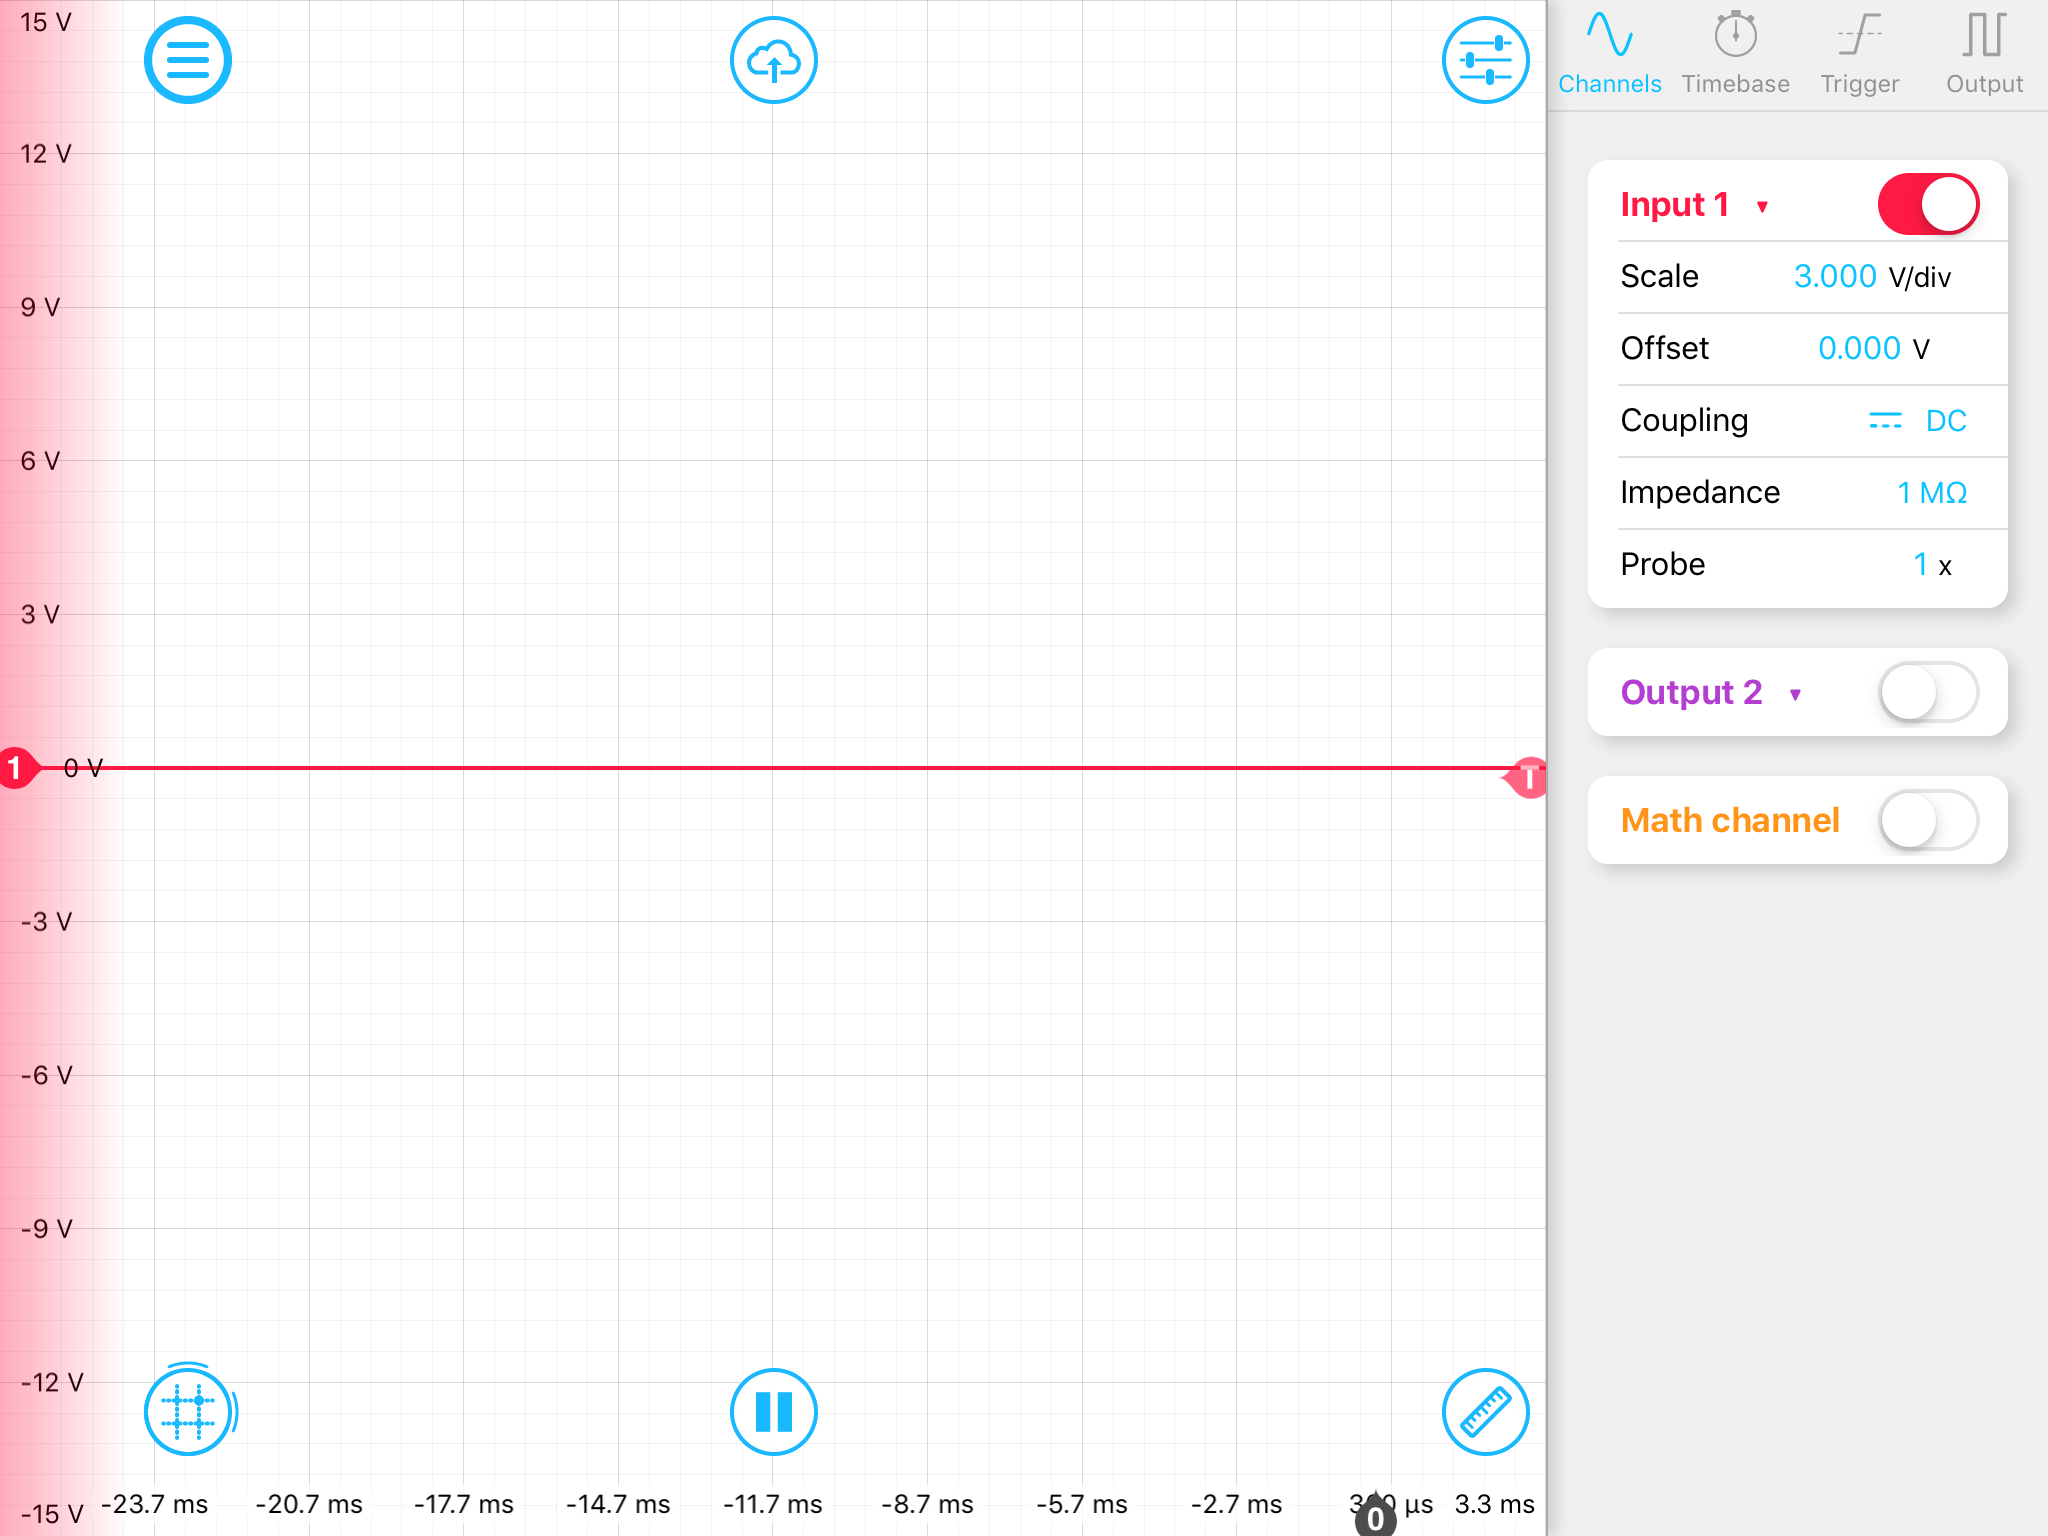 Channels Timebase Trigger Output
15 V
12 V
9 V
6 V
3 V
1 0 V T
-3 V
-6 V
-9 V
-12 V
-15 V
-23.7 ms -20.7 ms -17.7 ms -14.7 ms -11.7 ms -8.7 ms -5.7 ms -2.7 ms µs 3.3 ms
0
Input 1 ▼
Scale 3.000 V/div
Offset 0.000 V
Coupling DC
Impedance 1 MΩ
Probe 1 x
Output 2 ▼
Math channel